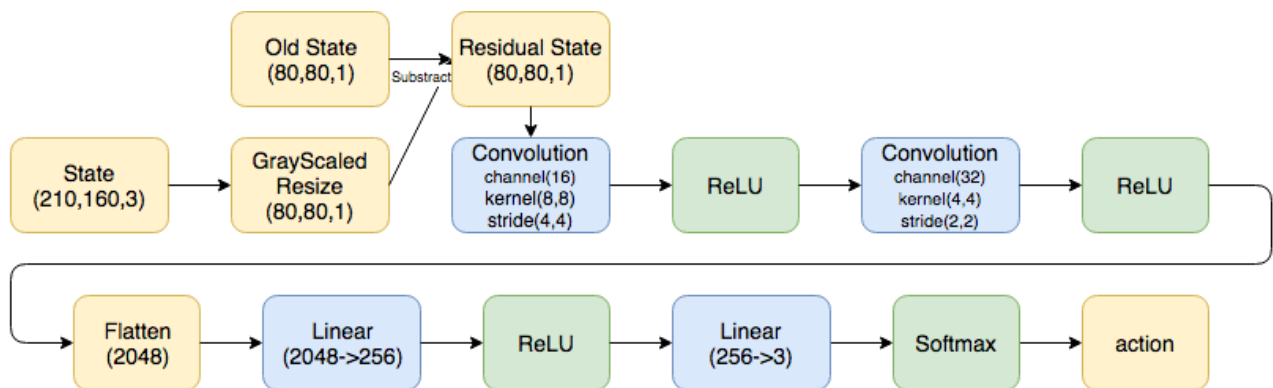 Old State
(80,80,1)
Substract
Residual State
(80,80,1)
State
(210,160,3)
GrayScaled
Resize
(80,80,1)
Convolution
channel(16)
kernel(8,8)
stride(4,4)
ReLU
Convolution
channel(32)
kernel(4,4)
stride(2,2)
ReLU
Flatten
(2048)
Linear
(2048->256)
ReLU
Linear
(256->3)
Softmax
action